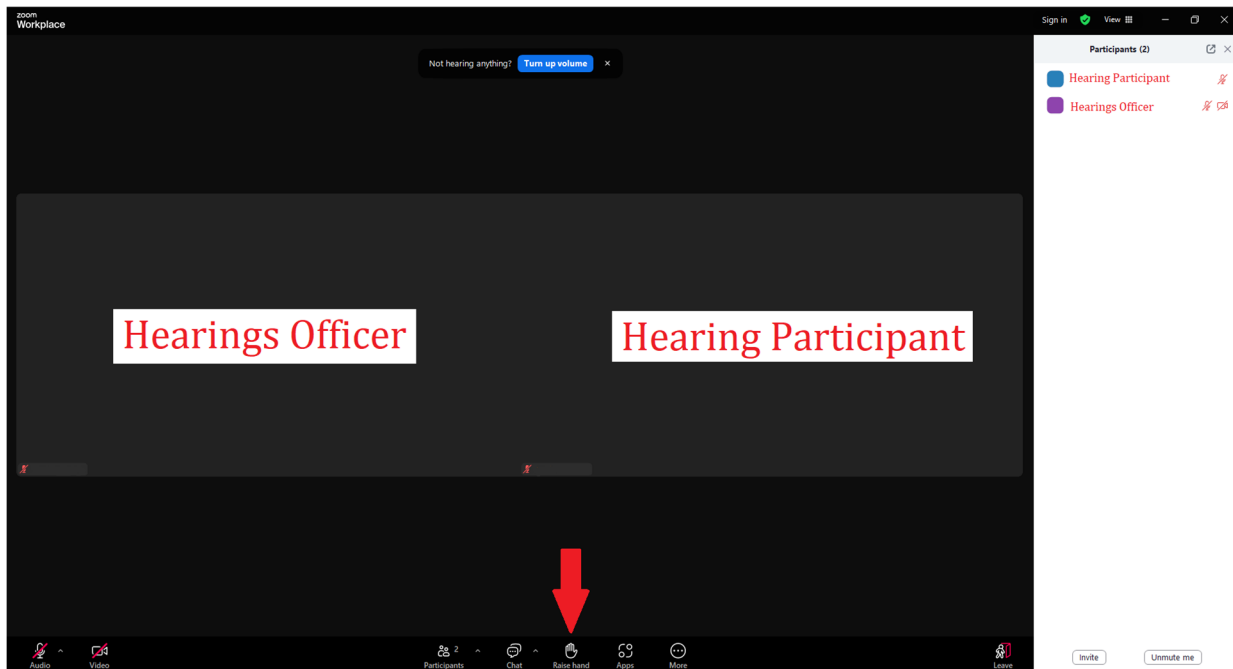 zoom
Workplace
Sign in View
Not hearing anything? Turn up volume
Participants (2)
Hearing Participant
Hearings Officer
Hearings Officer
Hearing Participant
Audio Video Participants 2 Chat Raise hand Apps More Leave
Invite Unmute me